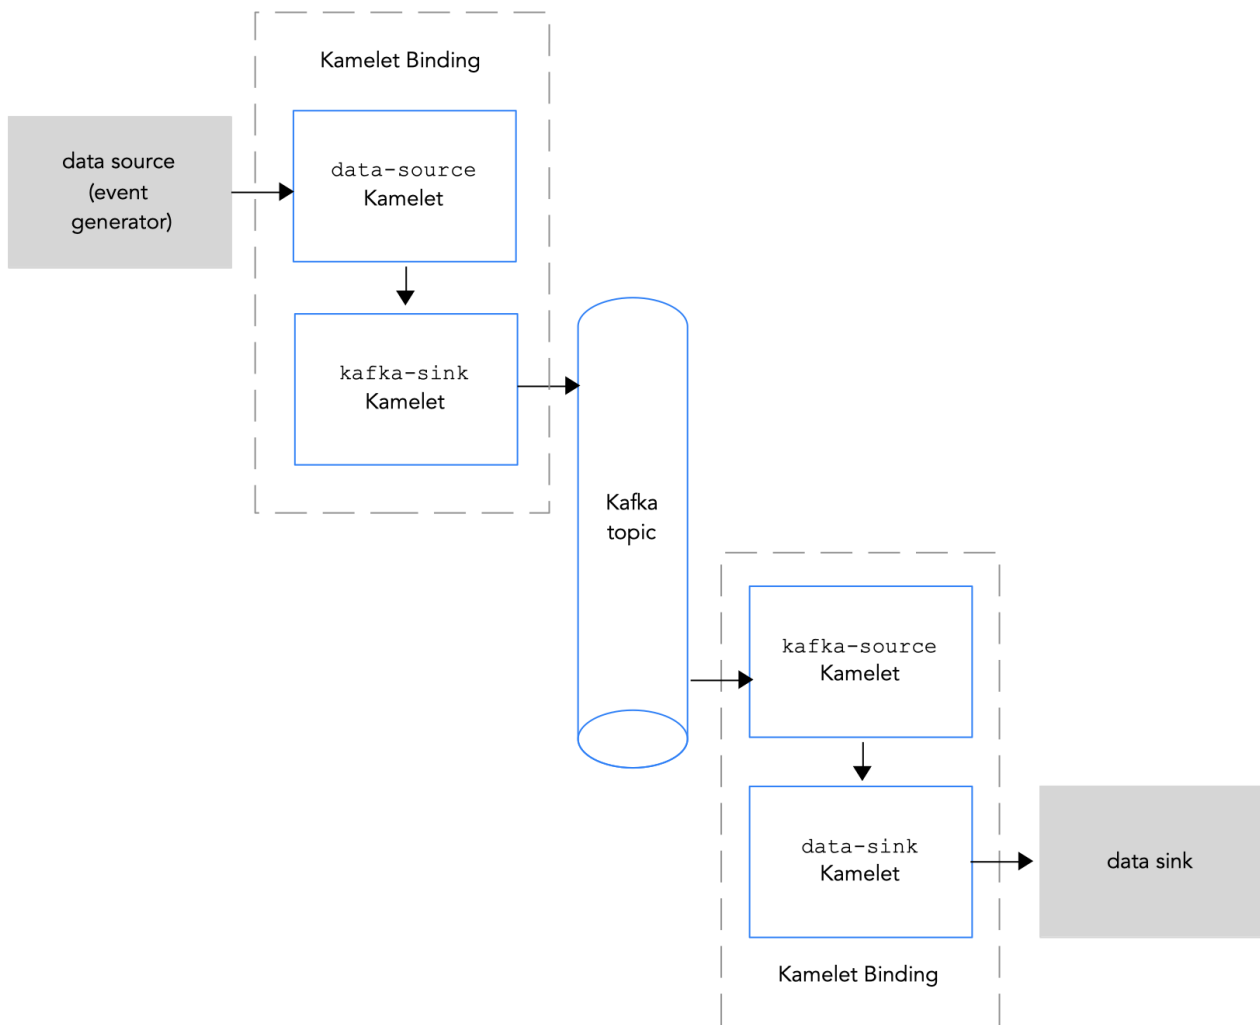 Kamelet Binding
data source
(event
generator)
data-source
Kamelet
kafka-sink
Kamelet
Kafka
topic
kafka-source
Kamelet
data-sink
Kamelet
data sink
Kamelet Binding